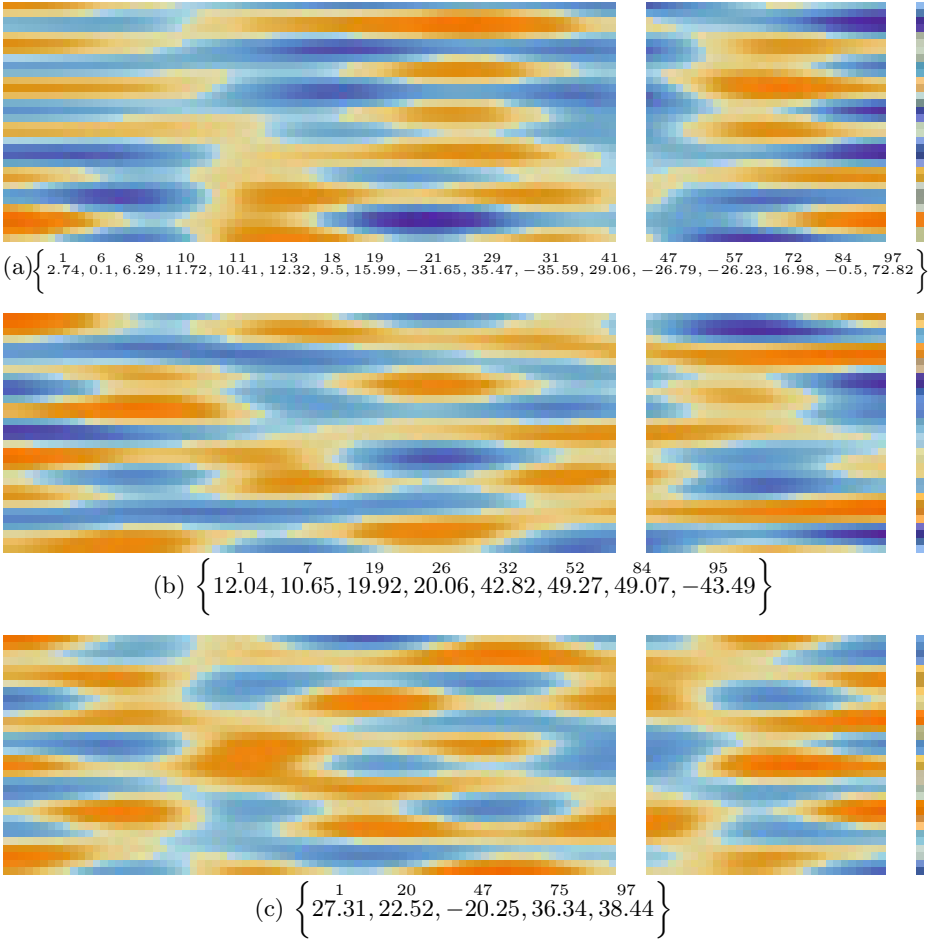 1 6 8 10 11 13 18 19 21 29 31 41 47 57 72 84 97
(a) { 2.74, 0.1, 6.29, 11.72, 10.41, 12.32, 9.5, 15.99, −31.65, 35.47, −35.59, 29.06, −26.79, −26.23, 16.98, −0.5, 72.82 }
1 7 19 26 32 52 84 95
(b) { 12.04, 10.65, 19.92, 20.06, 42.82, 49.27, 49.07, −43.49 }
1 20 47 75 97
(c) { 27.31, 22.52, −20.25, 36.34, 38.44 }